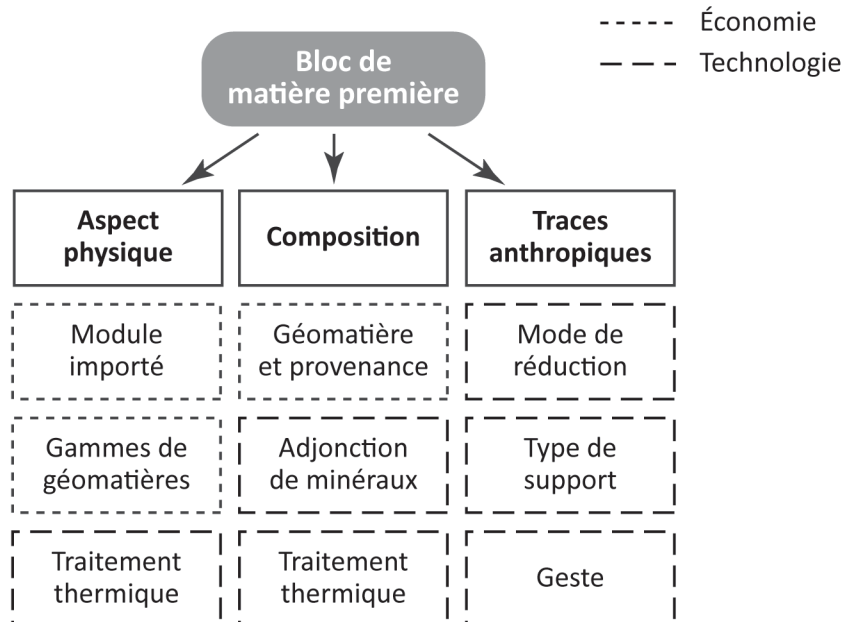 Économie
Technologie
Bloc de
matière première
Aspect
physique
Composition
Traces
anthropiques
Module
importé
Géomatière
et provenance
Mode de
réduction
Gammes de
géomatières
Adjonction
de minéraux
Type de
support
Traitement
thermique
Traitement
thermique
Geste